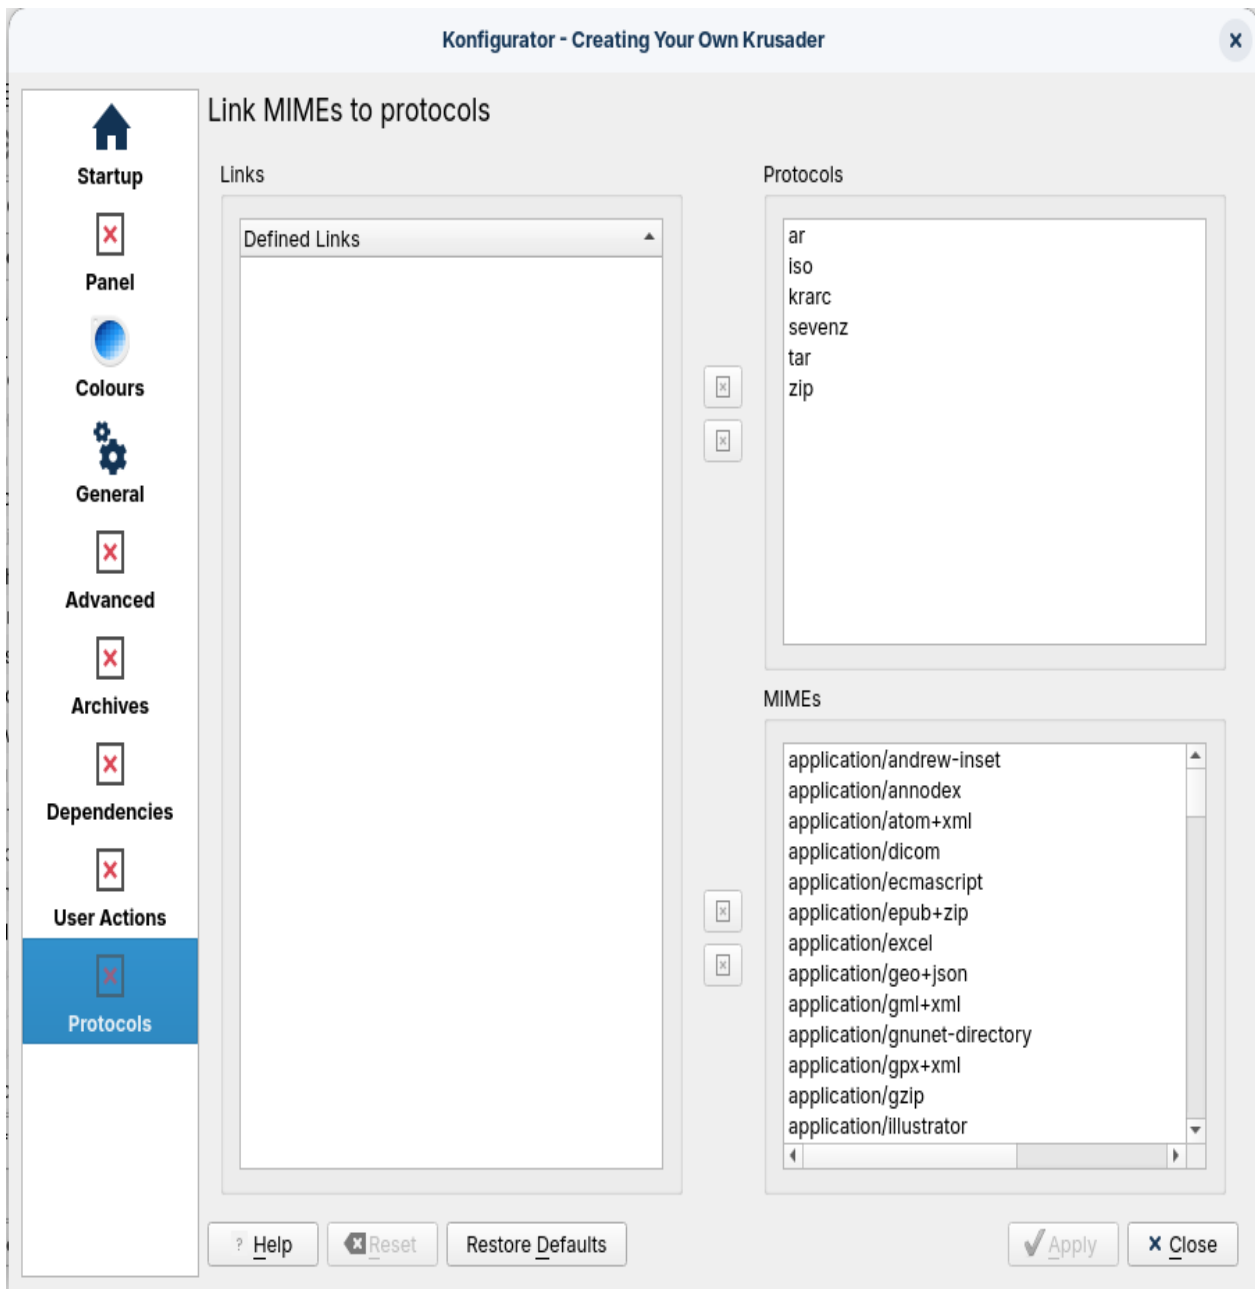 Konfigurator - Creating Your Own Krusader
Startup
Panel
Colours
General
Advanced
Archives
Dependencies
User Actions
Protocols
Link MIMEs to protocols
Links
Defined Links
Protocols
ar
iso
krarc
sevenz
tar
zip
MIMEs
application/andrew-inset
application/annodex
application/atom+xml
application/dicom
application/ecmascript
application/epub+zip
application/excel
application/geo+json
application/gml+xml
application/gnunet-directory
application/gpx+xml
application/gzip
application/illustrator
? Help
Reset
Restore Defaults
Apply
Close